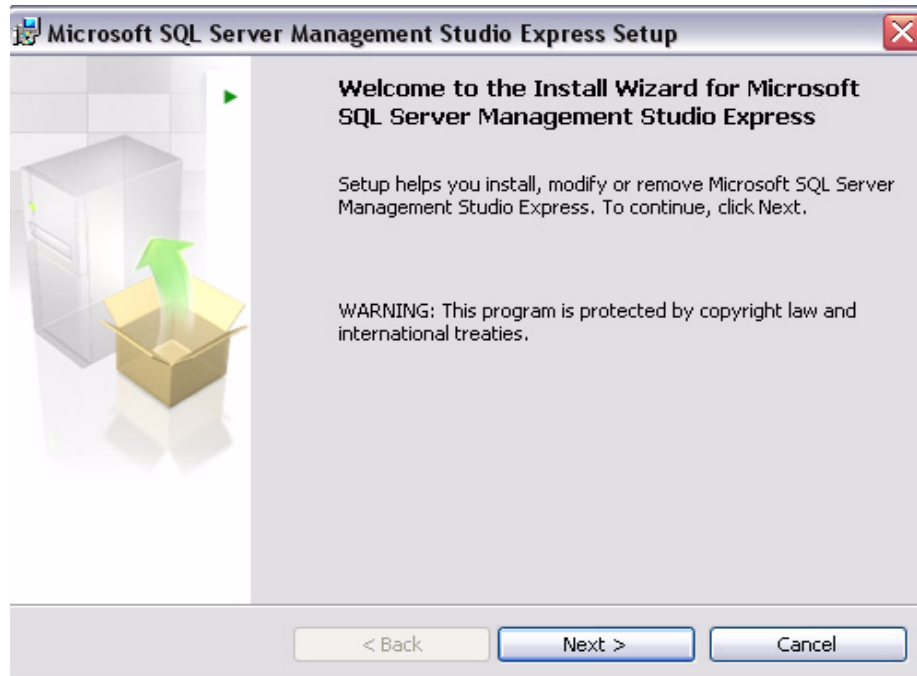 Microsoft SQL Server Management Studio Express Setup
Welcome to the Install Wizard for Microsoft
SQL Server Management Studio Express
Setup helps you install, modify or remove Microsoft SQL Server
Management Studio Express. To continue, click Next.
WARNING: This program is protected by copyright law and
international treaties.
< Back
Next >
Cancel